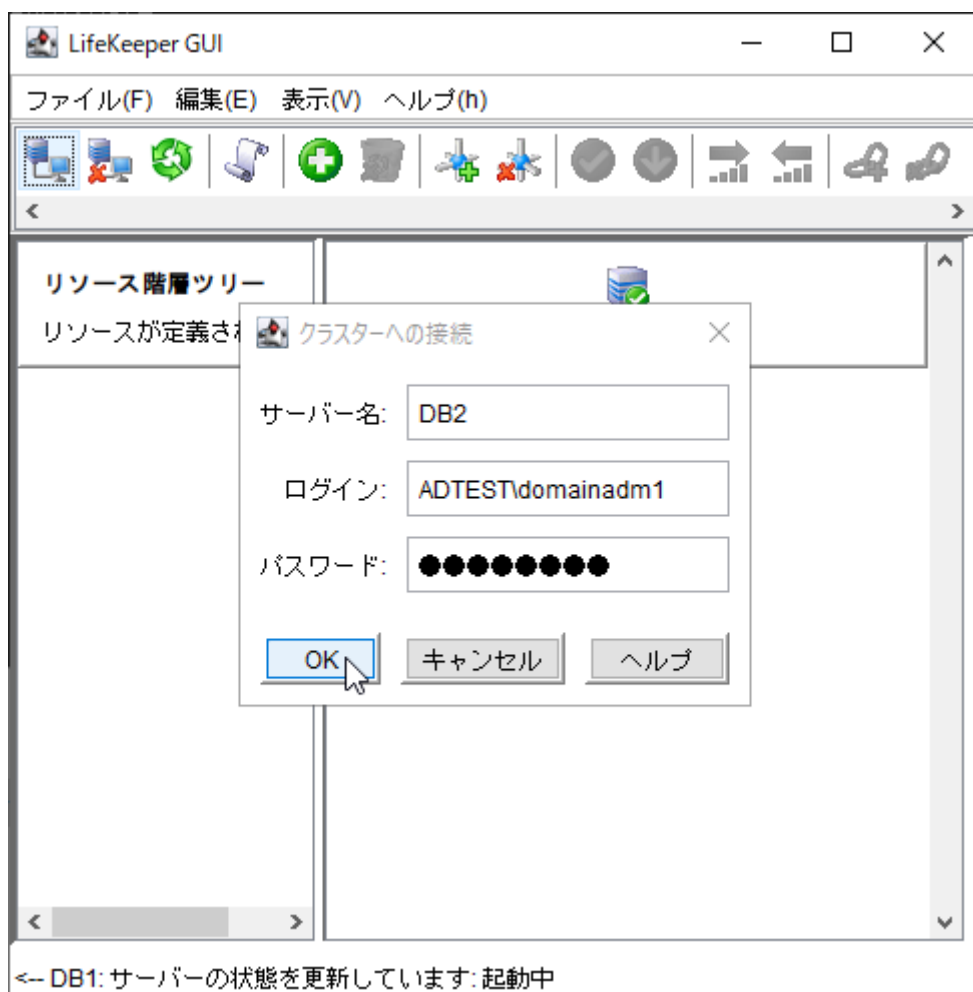 LifeKeeper GUI
ファイル(F) 編集(E) 表示(V) ヘルプ(h)
リソース階層ツリー
リソースが定義さ
クラスターへの接続
サーバー名: DB2
ログイン: ADTEST\domainadm1
パスワード: ●●●●●●●●
OK キャンセル ヘルプ
<-- DB1: サーバーの状態を更新しています: 起動中